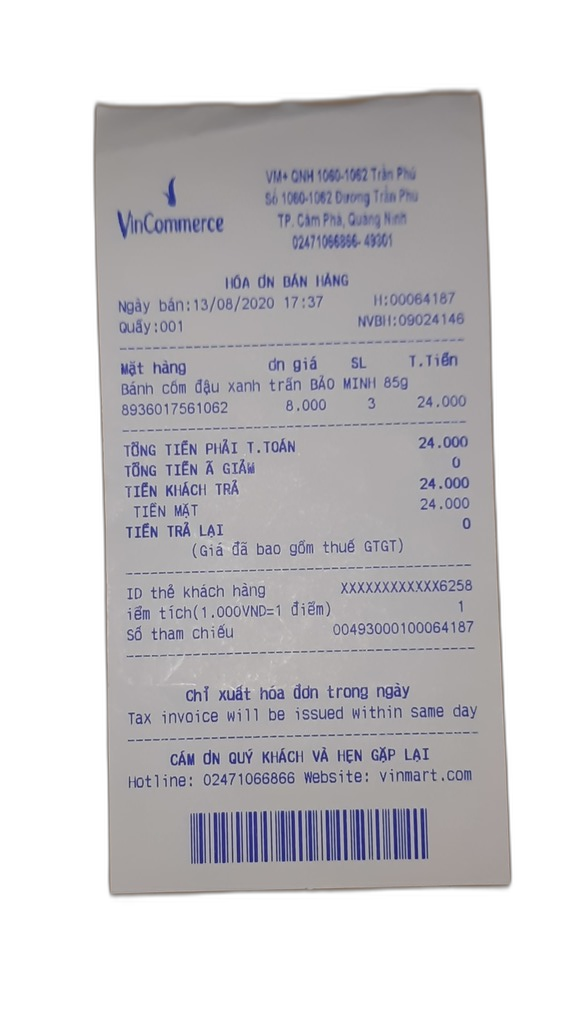 VinCommerce
VM+ QNH 1060-1062 Trần Phú
Số 1060-1062 Đường Trần Phú
TP. Cẩm Phả, Quảng Ninh
02471066866- 49301
HÓA ƠN BÁN HÀNG
Ngày bán:13/08/2020 17:37 H:00064187
Quầy:001 NVBH:09024146
Mặt hàng ơn giá SL T.Tiền
Bánh cốm đậu xanh trần BẢO MINH 85g
8936017561062 8.000 3 24.000
TỔNG TIỀN PHẢI T.TOÁN 24.000
TỔNG TIỀN Ã GIẢM 0
TIỀN KHÁCH TRẢ 24.000
TIỀN MẶT 24.000
TIỀN TRẢ LẠI 0
(Giá đã bao gồm thuế GTGT)
ID thẻ khách hàng XXXXXXXXXXXX6258
iểm tích(1.000VND=1 điểm) 1
Số tham chiếu 00493000100064187
Chỉ xuất hóa đơn trong ngày
Tax invoice will be issued within same day
CÁM ƠN QUÝ KHÁCH VÀ HẸN GẶP LẠI
Hotline: 02471066866 Website: vinmart.com